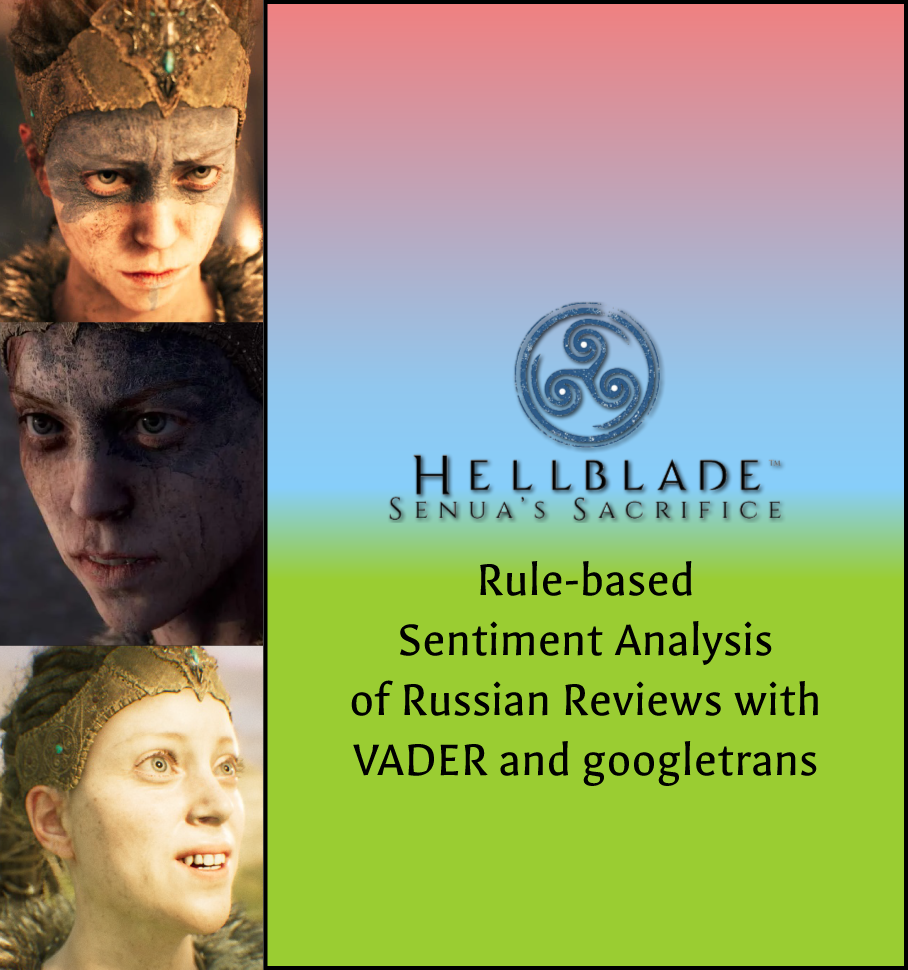 HELLBLADE™
SENUA'S SACRIFICE
Rule-based
Sentiment Analysis
of Russian Reviews with
VADER and googletrans